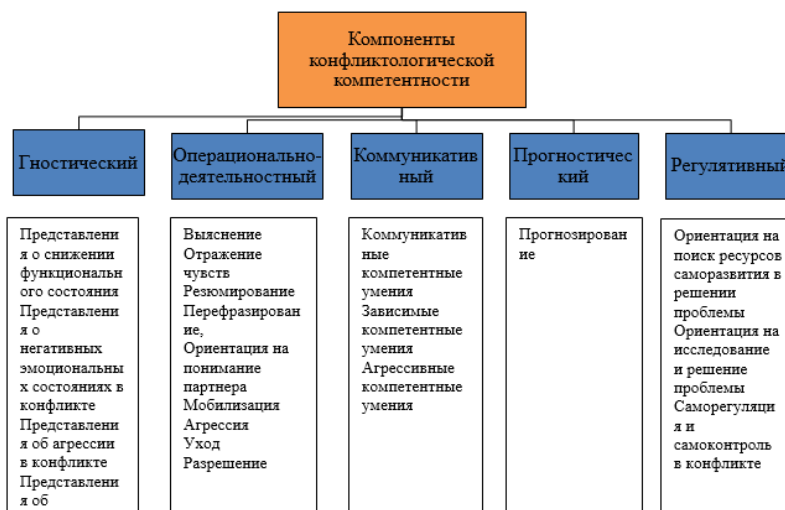 Компоненты
конфликтологической
компетентности
Гностический
Операционально-
деятельностный
Коммуникатив
ный
Прогностичес
кий
Регулятивный
Представлени
я о снижении
функциональн
ого состояния
Представлени
я о
негативных
эмоциональны
х состояниях в
конфликте
Представлени
я об агрессии
в конфликте
Представлени
я об
Выяснение
Отражение
чувств
Резюмирование
Перефразирова
ние,
Ориентация на
понимание
партнера
Мобилизация
Агрессия
Уход
Разрешение
Коммуникатив
ные
компетентные
умения
Зависимые
компетентные
умения
Агрессивные
компетентные
умения
Прогнозирован
ие
Ориентация на
поиск ресурсов
саморазвития в
решении
проблемы
Ориентация на
исследование
и решение
проблемы
Саморегуляци
я и
самоконтроль
в конфликте